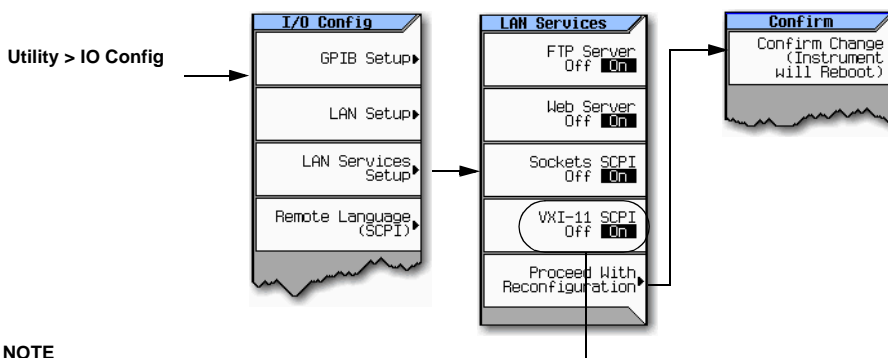 Utility > IO Config
I/O Config
GPIB Setup
LAN Setup
LAN Services
Setup
Remote Language
(SCPI)
LAN Services
FTP Server
Off On
Web Server
Off On
Sockets SCPI
Off On
VXI-11 SCPI
Off On
Proceed With
Reconfiguration
Confirm
Confirm Change
(Instrument
will Reboot)
NOTE